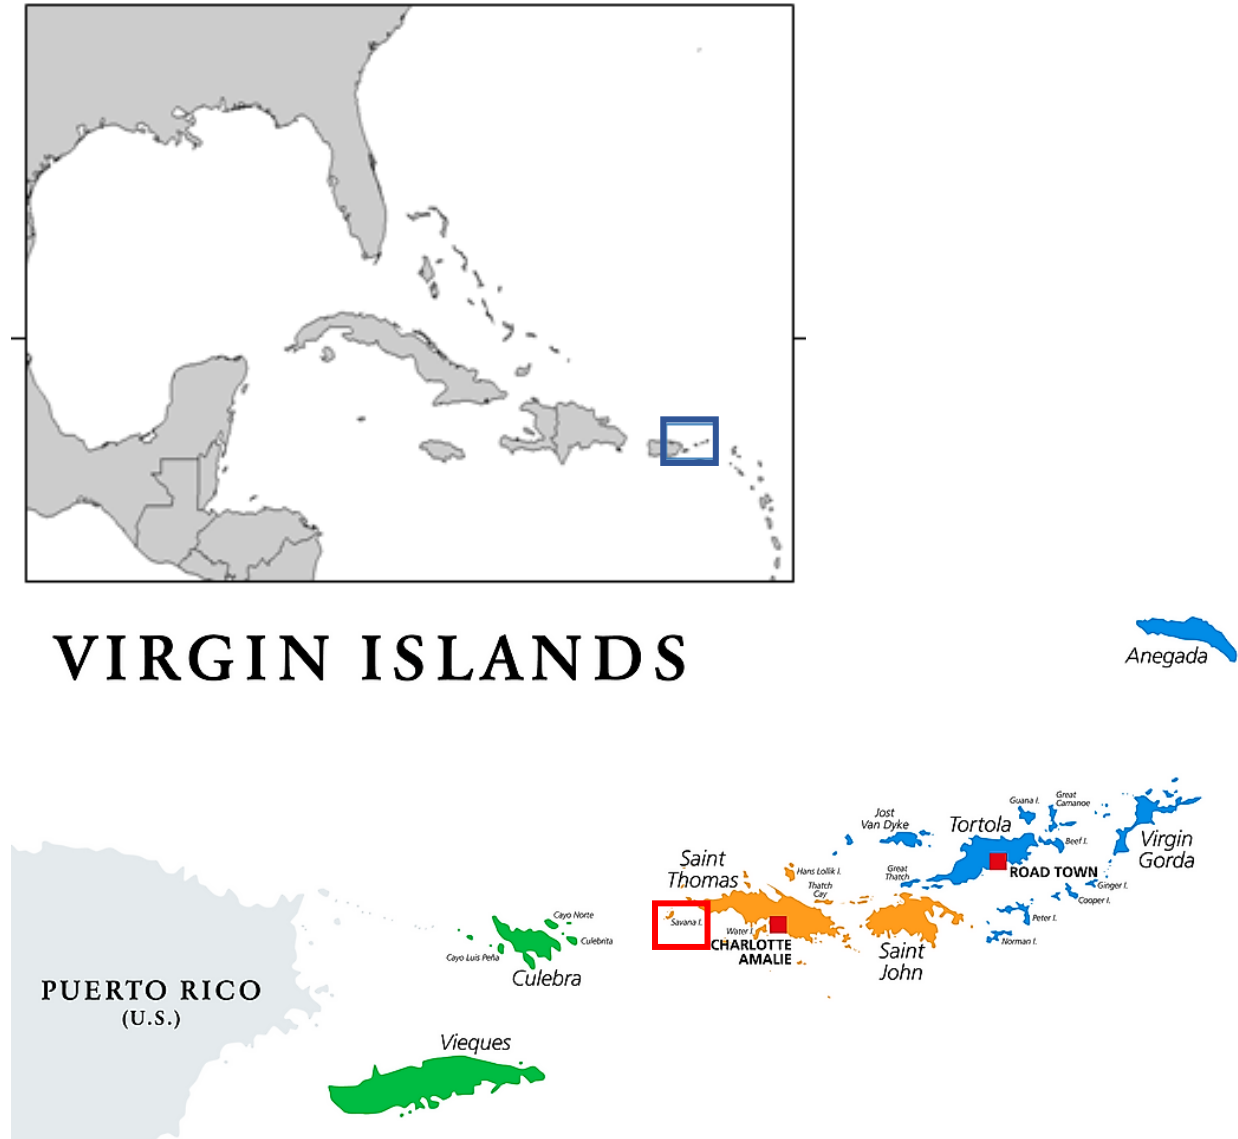 VIRGIN ISLANDS
Anegada
Guana I.
Great
Camanoe
Jost
Van Dyke
Tortola
Beef I.
Virgin
Gorda
Saint
Thomas
Hans Lollik I.
Thatch
Cay
Great
Thatch
ROAD TOWN
Ginger I.
Cooper I.
Peter I.
Norman I.
Savana I.
Water I.
CHARLOTTE
AMALIE
Saint
John
Cayo Norte
Culebrita
Cayo Luis Peña
Culebra
PUERTO RICO
(U.S.)
Vieques